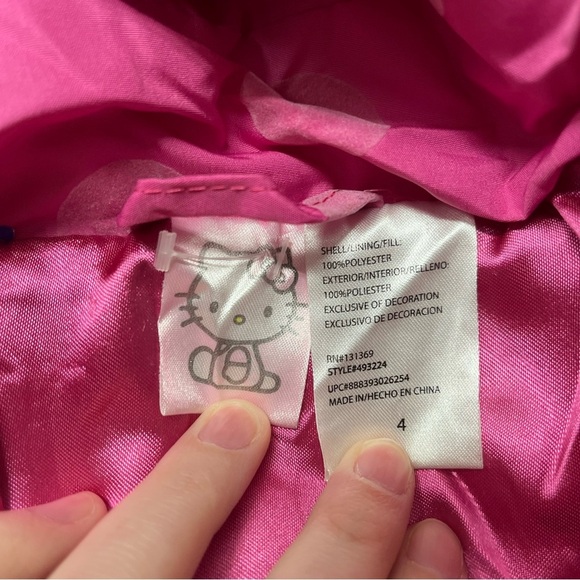 SHELL/LINING/FILL:
100%POLYESTER
EXTERIOR/INTERIOR/RELLENO:
100%POLIESTER
EXCLUSIVE OF DECORATION
EXCLUSIVO DE DECORACION
RN#131369
STYLE#493224
UPC#888393026254
MADE IN/HECHO EN CHINA
4